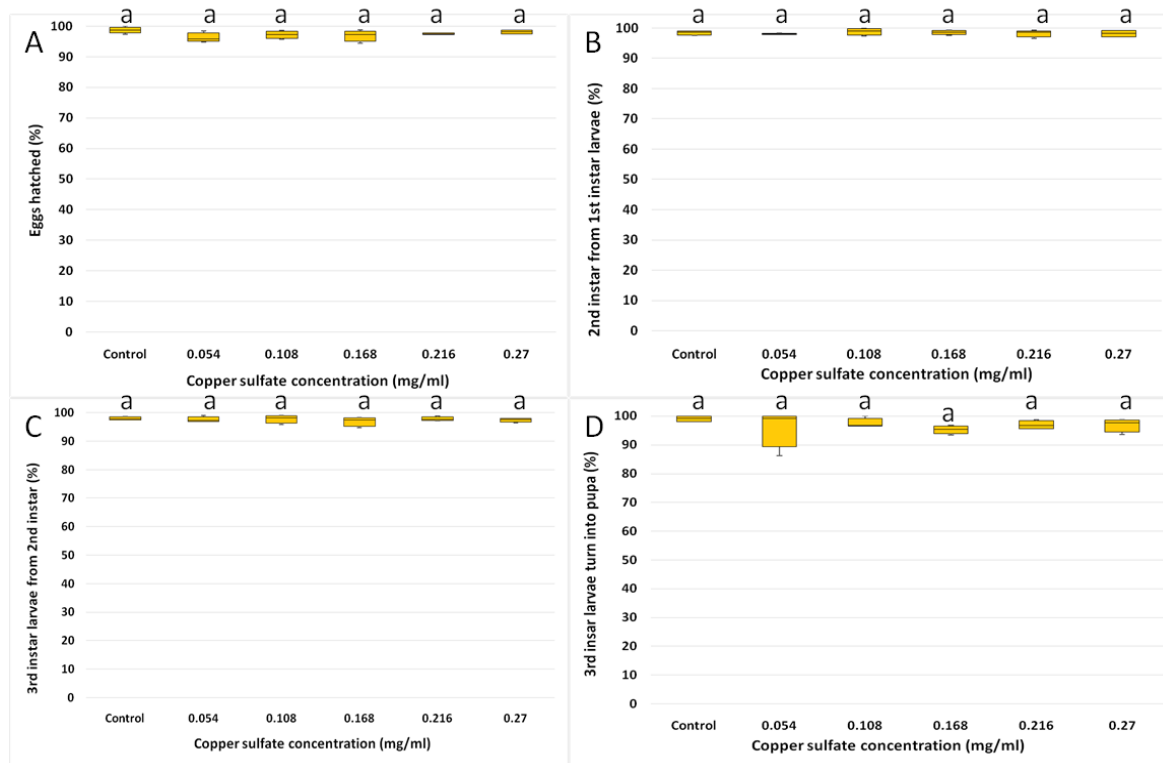 a a a a a a
A
100
90
80
70
60
50
40
30
20
10
0
Eggs hatched (%)
Control 0.054 0.108 0.168 0.216 0.27
Copper sulfate concentration (mg/ml)
a a a a a a
B
100
90
80
70
60
50
40
30
20
10
0
2nd instar from 1st instar larvae (%)
Control 0.054 0.108 0.168 0.216 0.27
Copper sulfate concentration (mg/ml)
a a a a a a
C
100
90
80
70
60
50
40
30
20
10
0
3rd instar larvae from 2nd instar (%)
Control 0.054 0.108 0.168 0.216 0.27
Copper sulfate concentration (mg/ml)
a a a a a a
D
100
90
80
70
60
50
40
30
20
10
0
3rd insar larvae turn into pupa (%)
Control 0.054 0.108 0.168 0.216 0.27
Copper sulfate concentration (mg/ml)